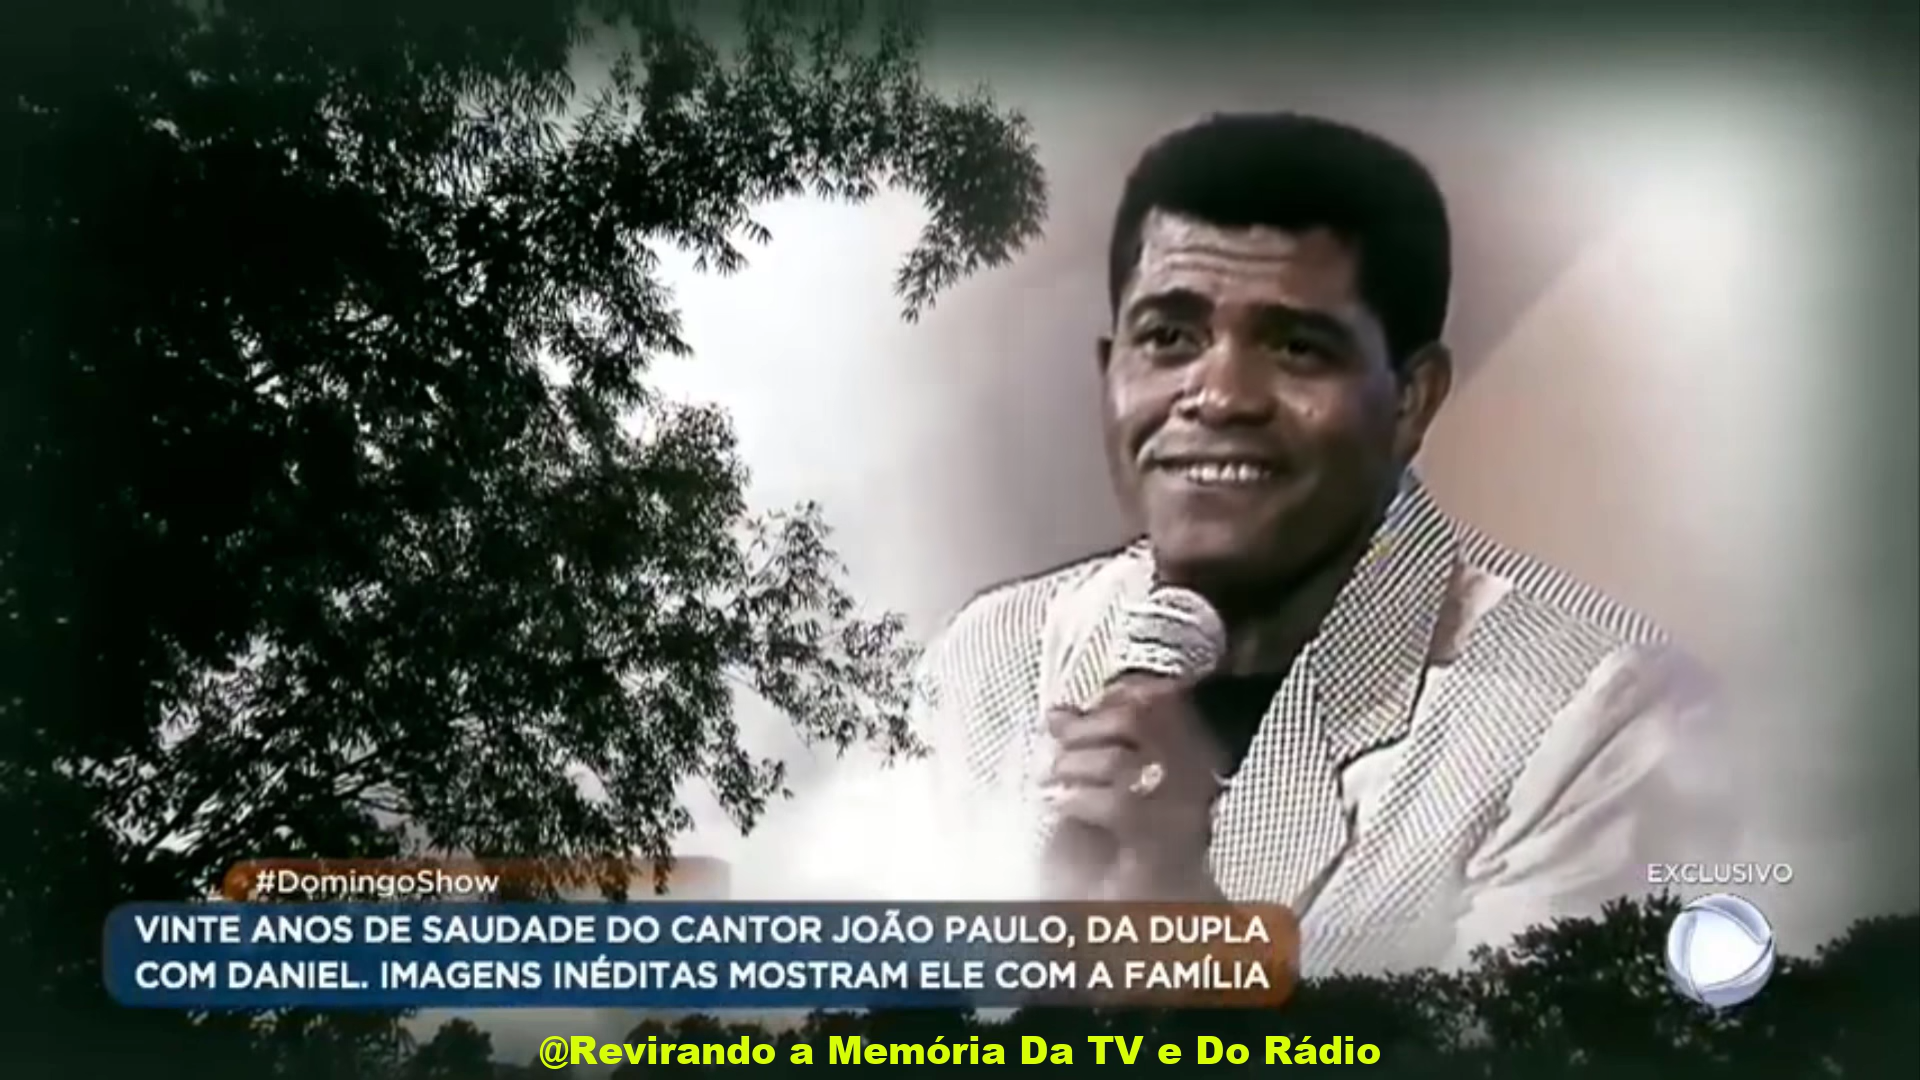 #DomingoShow
EXCLUSIVO
VINTE ANOS DE SAUDADE DO CANTOR JOÃO PAULO, DA DUPLA
COM DANIEL. IMAGENS INÉDITAS MOSTRAM ELE COM A FAMÍLIA
@Revirando a Memória Da TV e Do Rádio